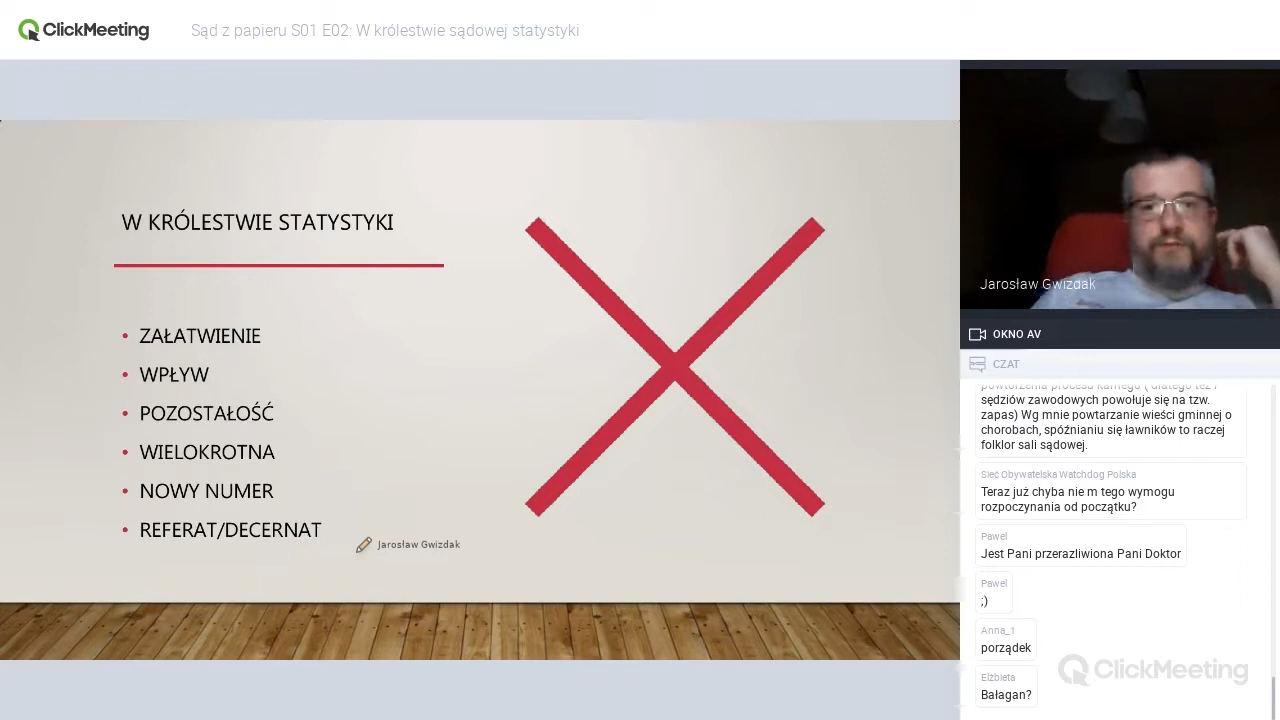 ClickMeeting
Sąd z papieru S01 E02: W królestwie sądowej statystyki
W KRÓLESTWIE STATYSTYKI
• ZAŁATWIENIE
• WPŁYW
• POZOSTAŁOŚĆ
• WIELOKROTNA
• NOWY NUMER
• REFERAT/DECERNAT
Jarosław Gwizdak
Jarosław Gwizdak
OKNO AV
CZAT
powtórzenia procesu karnego ( dlatego też i
sędziów zawodowych powołuje się na tzw.
zapas) Wg mnie powtarzanie wieści gminnej o
chorobach, spóźnianiu się ławników to raczej
folklor sali sądowej.
Sieć Obywatelska Watchdog Polska
Teraz już chyba nie m tego wymogu
rozpoczynania od początku?
Pawel
Jest Pani przerazliwiona Pani Doktor
Pawel
;)
Anna_1
porządek
Elżbieta
Bałagan?
ClickMeeting